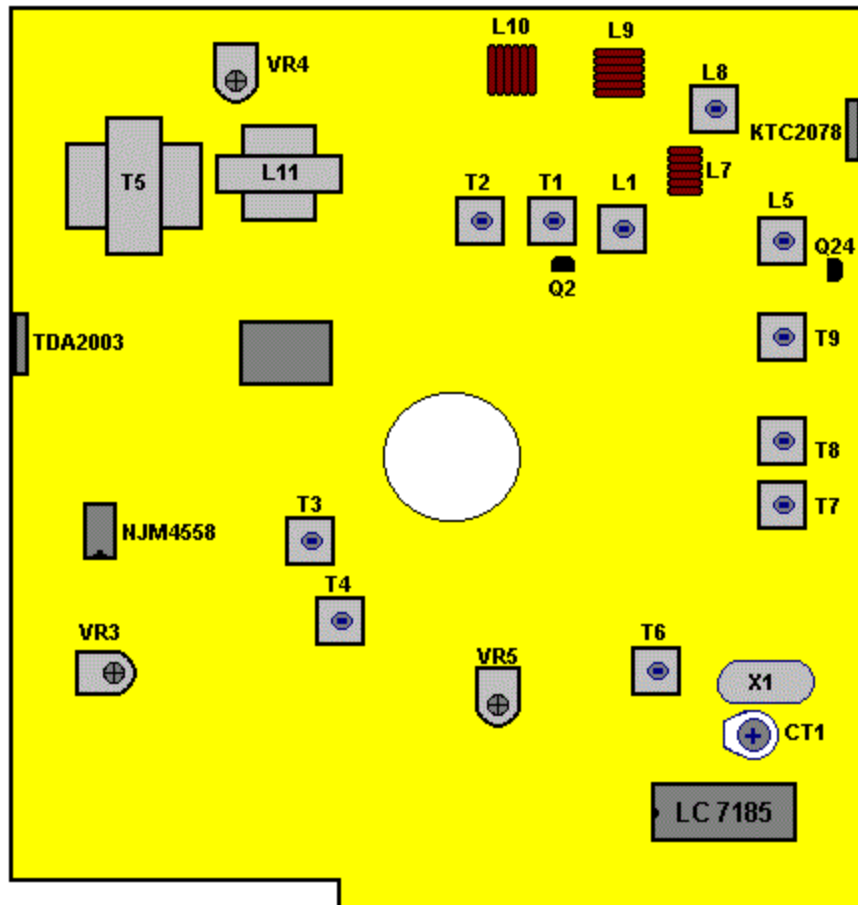 L10
L9
VR4
L8
KTC2078
T5
L11
L7
T2
T1
L1
L5
Q24
Q2
TDA2003
T9
T8
T3
T7
NJM4558
T4
VR3
T6
VR5
X1
CT1
LC 7185